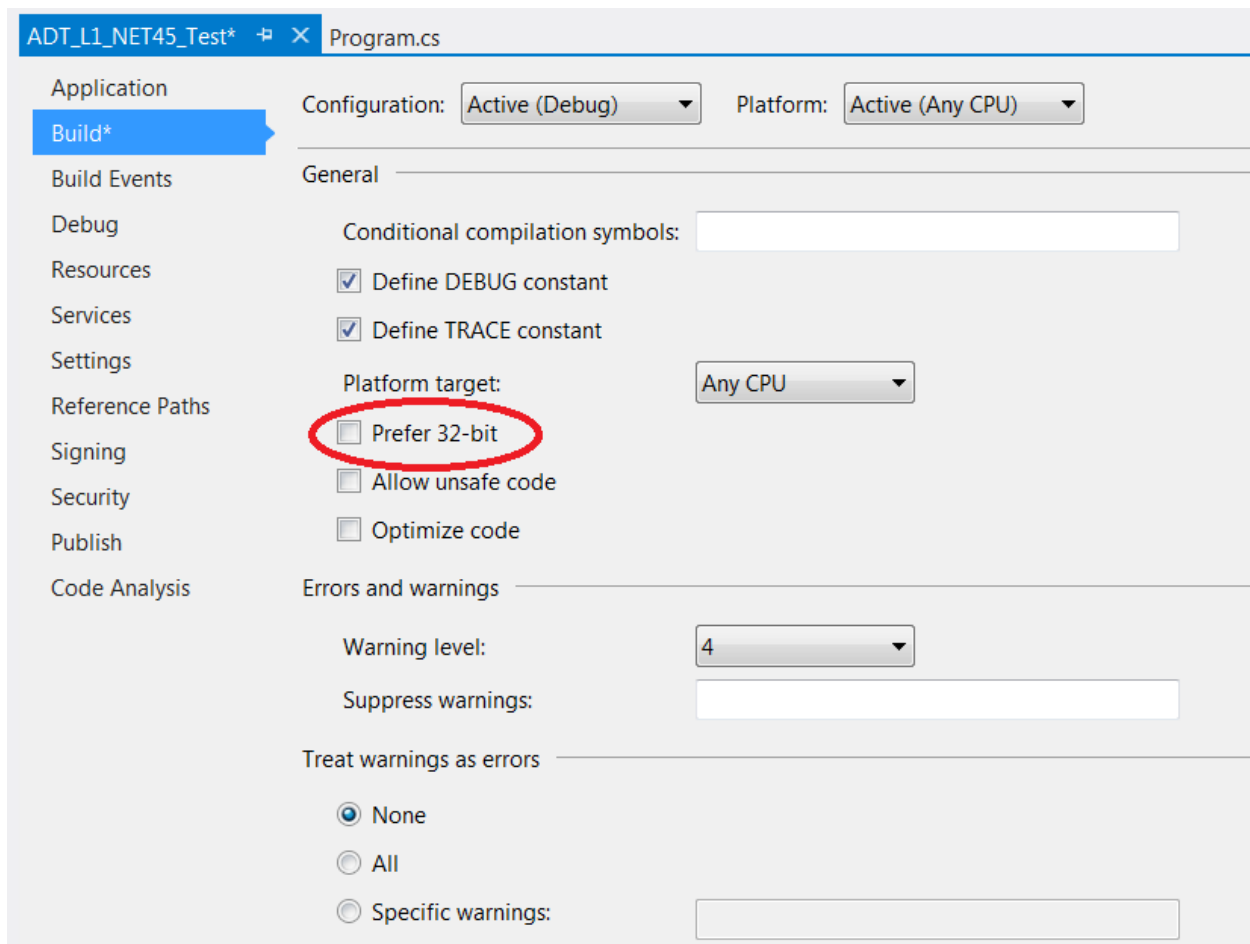 ADT_L1_NET45_Test* Program.cs
Application
Build*
Build Events
Debug
Resources
Services
Settings
Reference Paths
Signing
Security
Publish
Code Analysis
Configuration: Active (Debug) Platform: Active (Any CPU)
General
Conditional compilation symbols:
Define DEBUG constant
Define TRACE constant
Platform target: Any CPU
Prefer 32-bit
Allow unsafe code
Optimize code
Errors and warnings
Warning level: 4
Suppress warnings:
Treat warnings as errors
None
All
Specific warnings: